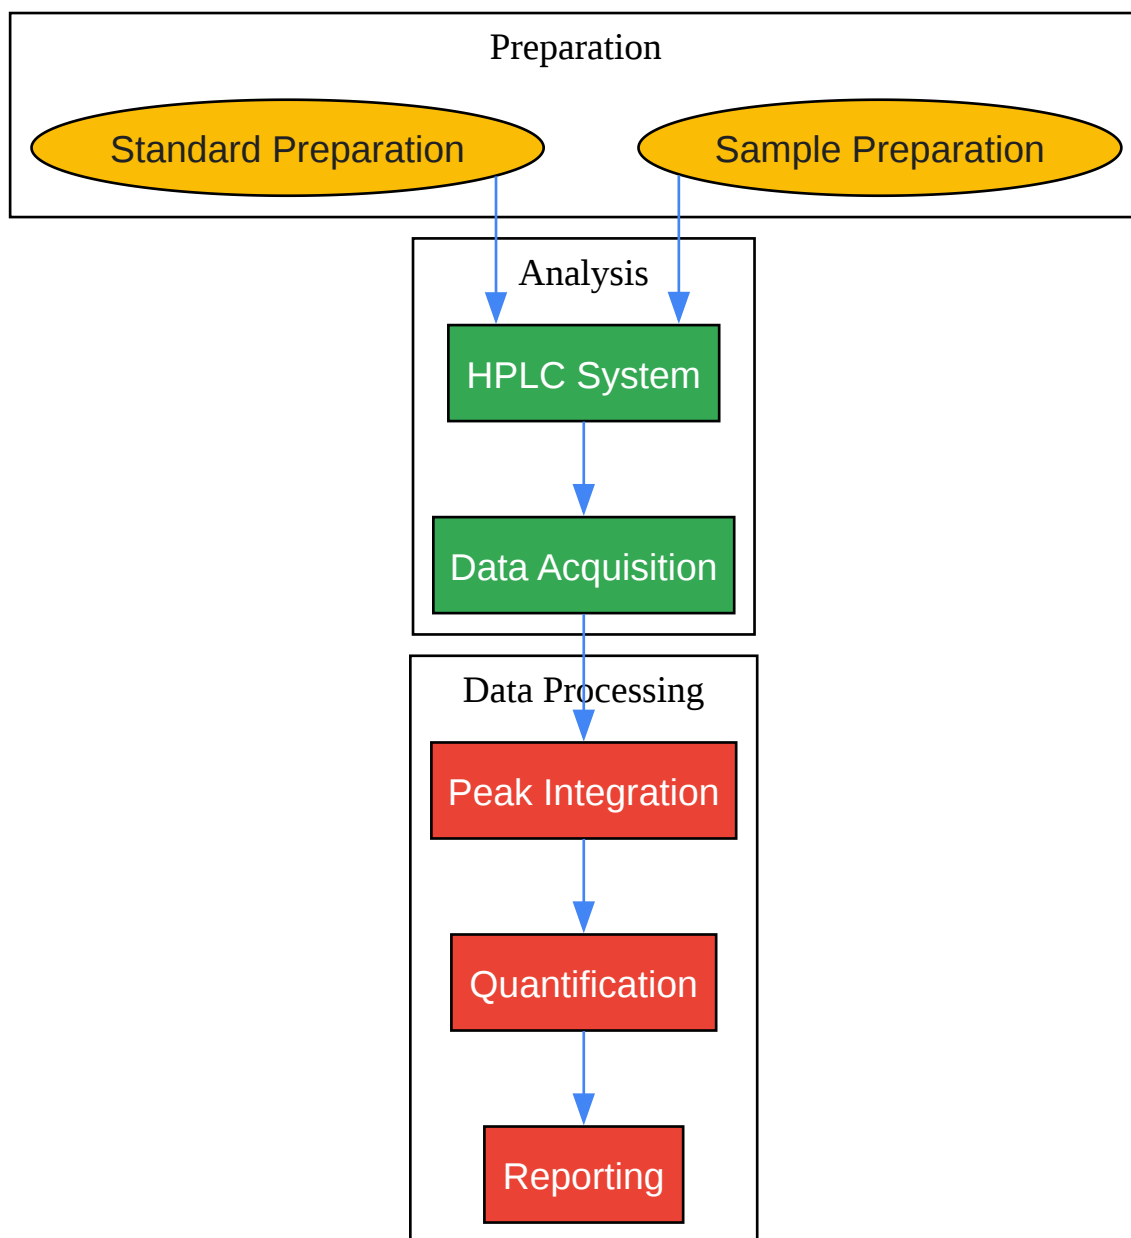 Preparation
Standard Preparation
Sample Preparation
Analysis
HPLC System
Data Acquisition
Data Processing
Peak Integration
Quantification
Reporting